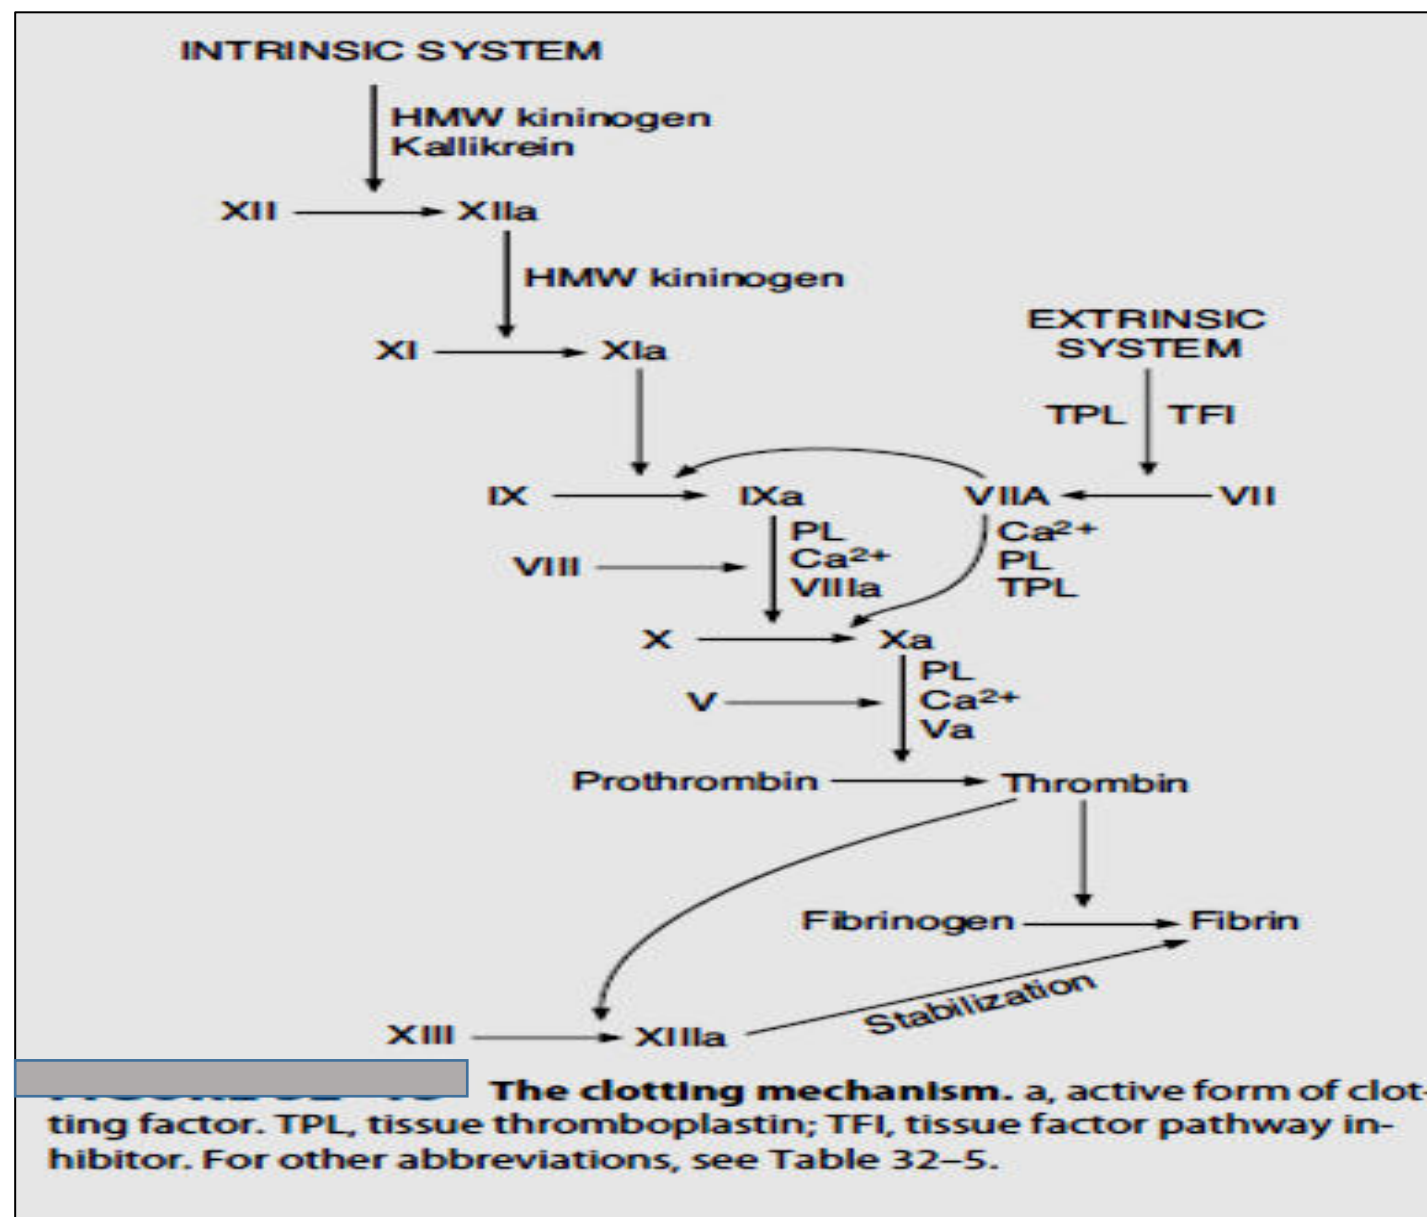 INTRINSIC SYSTEM
HMW kininogen
Kallikrein
XII XIIa
HMW kininogen
EXTRINSIC
SYSTEM
XI XIa
TPL TFI
IX IXa VIIA VII
PL
Ca2+
VIIIa
VIII
Ca2+
PL
TPL
X Xa
PL
Ca2+
Va
V
Prothrombin Thrombin
Fibrinogen Fibrin
Stabilization
XIII XIIIa
The clotting mechanism. a, active form of clot-
ting factor. TPL, tissue thromboplastin; TFI, tissue factor pathway in-
hibitor. For other abbreviations, see Table 32–5.